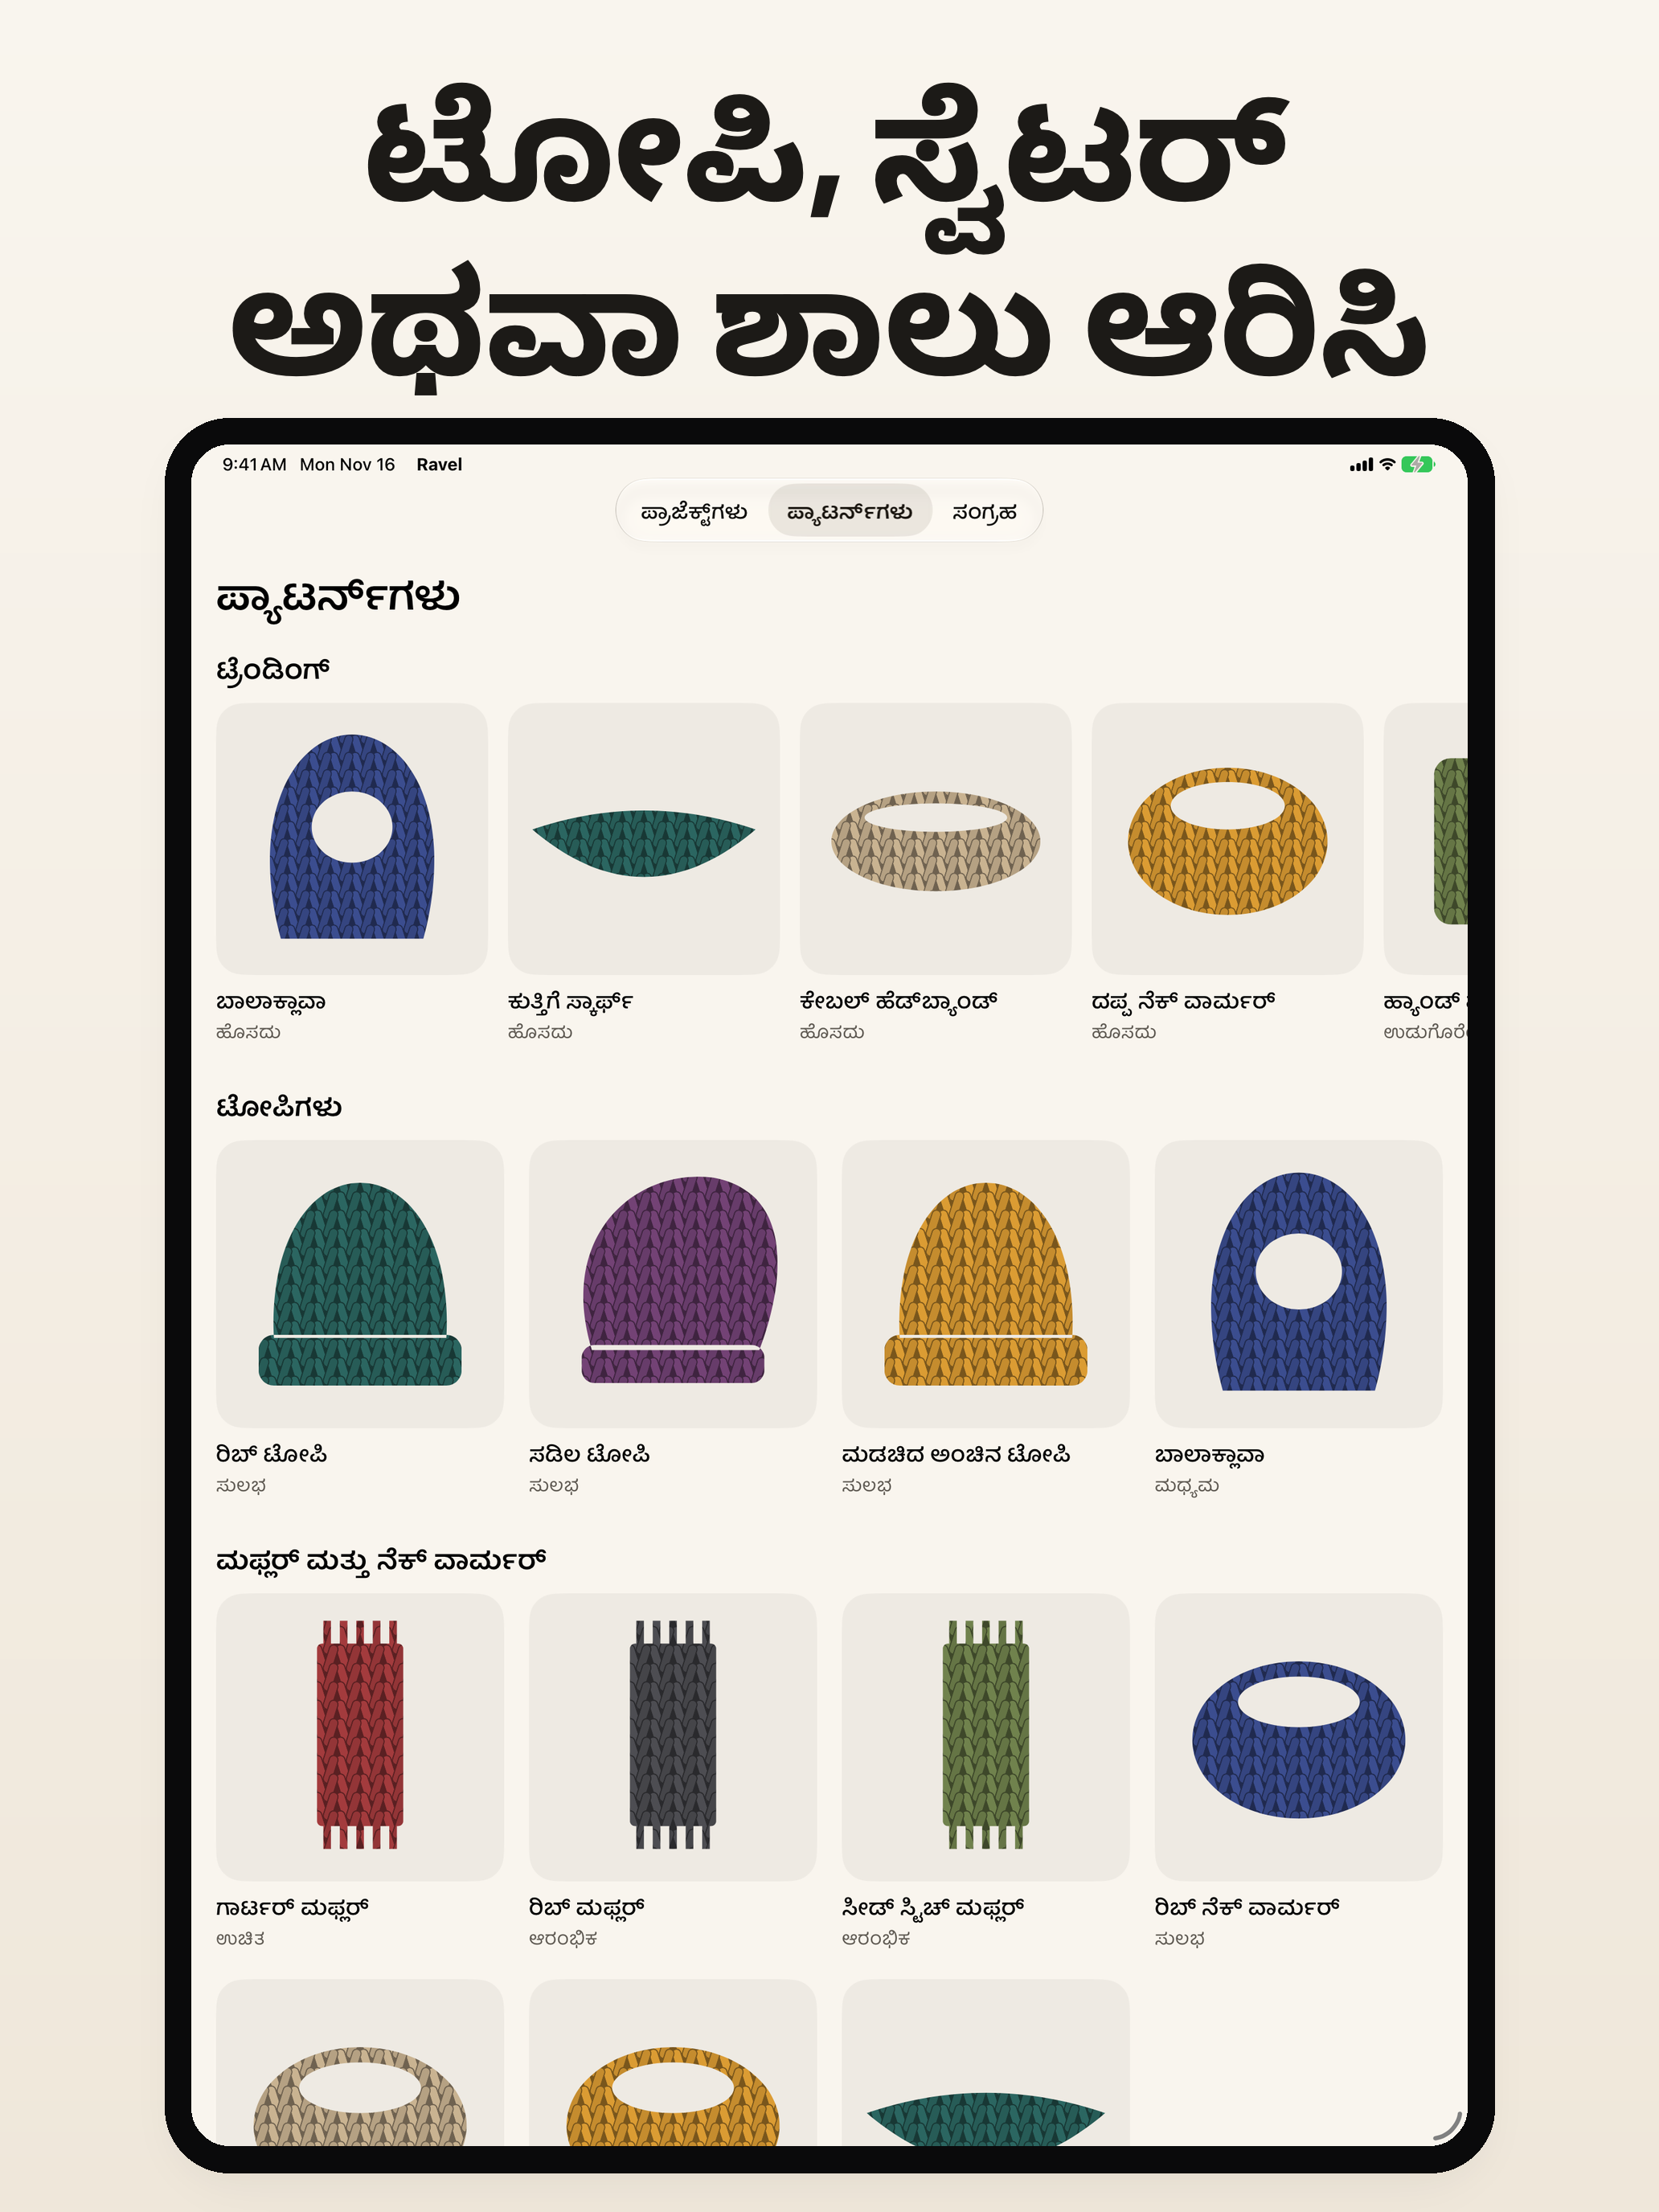 ಟೋಪಿ, ಸ್ವೆಟರ್
ಅಥವಾ ಶಾಲು ಆರಿಸಿ
9:41 AM Mon Nov 16 Ravel
ಪ್ರಾಜೆಕ್ಟ್‌ಗಳು ಪ್ಯಾಟರ್ನ್‌ಗಳು ಸಂಗ್ರಹ
ಪ್ಯಾಟರ್ನ್‌ಗಳು
ಟ್ರೆಂಡಿಂಗ್
ಬಾಲಾಕ್ಲಾವಾ ಕುತ್ತಿಗೆ ಸ್ಕಾರ್ಫ್ ಕೇಬಲ್ ಹೆಡ್‌ಬ್ಯಾಂಡ್ ದಪ್ಪ ನೆಕ್ ವಾರ್ಮರ್ ಹ್ಯಾಂಡ್
ಹೊಸದು ಹೊಸದು ಹೊಸದು ಹೊಸದು
ಟೋಪಿಗಳು
ರಿಬ್ ಟೋಪಿ ಸಡಿಲ ಟೋಪಿ ಮಡಚಿದ ಅಂಚಿನ ಟೋಪಿ ಬಾಲಾಕ್ಲಾವಾ
ಸುಲಭ ಸುಲಭ ಸುಲಭ ಮಧ್ಯಮ
ಮಫ್ಲರ್ ಮತ್ತು ನೆಕ್ ವಾರ್ಮರ್
ಗಾರ್ಟರ್ ಮಫ್ಲರ್ ರಿಬ್ ಮಫ್ಲರ್ ಸೀಡ್ ಸ್ಟಿಚ್ ಮಫ್ಲರ್ ರಿಬ್ ನೆಕ್ ವಾರ್ಮರ್
ಉಚಿತ ಆರಂಭಿಕ ಆರಂಭಿಕ ಸುಲಭ